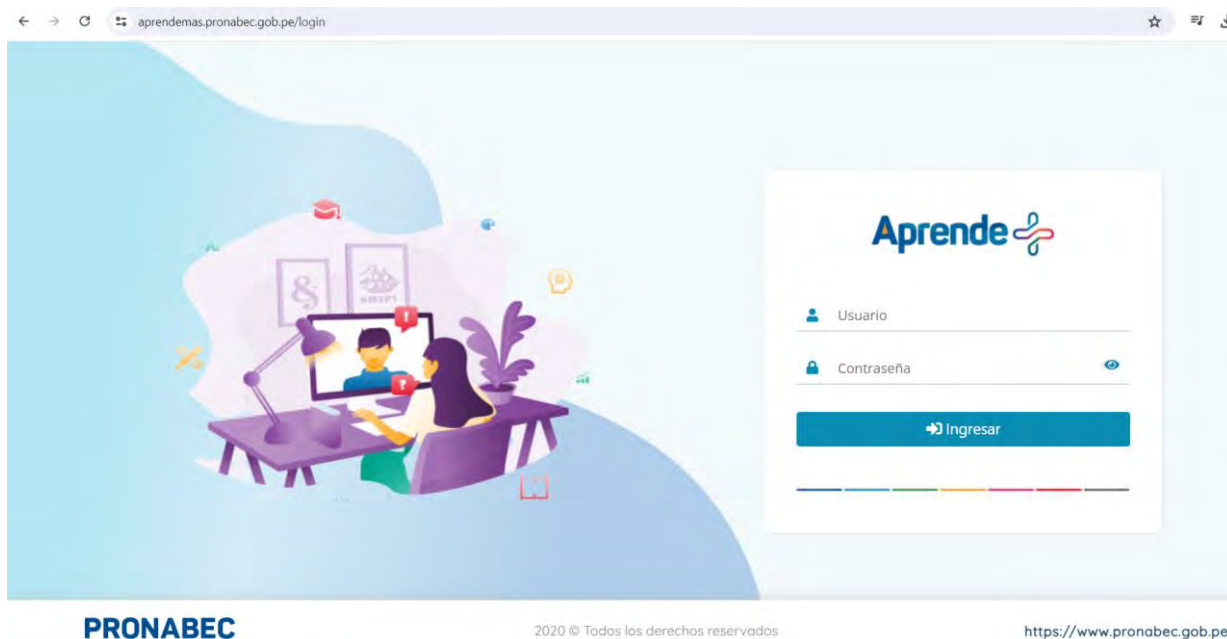 aprendemas.pronabec.gob.pe/login
&
!
?
Aprende
Usuario
Contraseña
Ingresar
PRONABEC
2020 © Todos los derechos reservados
https://www.pronabec.gob.pe